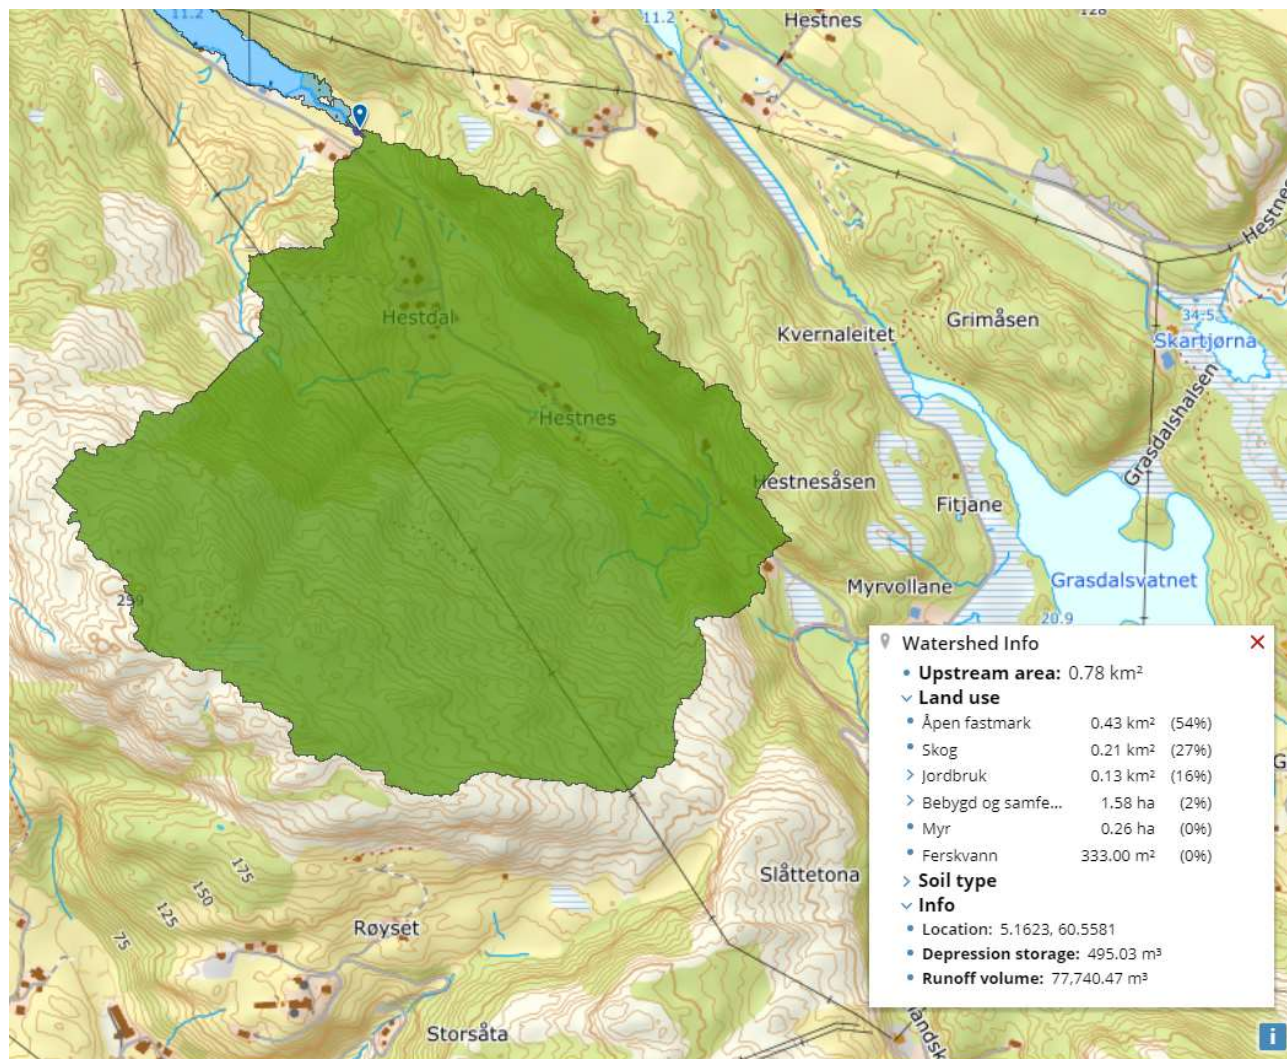 11.2
11.2
Hestnes
128
Hestnes
34-53
Skartjørna
Grimåsen
Kvernaleitet
Hestdal
Grasdalshalsen
Hestnes
Hestnesåsen
Fitjane
Grasdalsvatnet
Myrvollane
259
20.9
Watershed Info
Upstream area: 0.78 km²
Land use
Åpen fastmark 0.43 km² (54%)
Skog 0.21 km² (27%)
Jordbruk 0.13 km² (16%)
Bebygd og samfe... 1.58 ha (2%)
Myr 0.26 ha (0%)
Ferskvann 333.00 m² (0%)
Soil type
Info
Location: 5.1623, 60.5581
Depression storage: 495.03 m³
Runoff volume: 77,740.47 m³
G
Slåttetona
175
150
125
75
Røyset
Storsåta
i